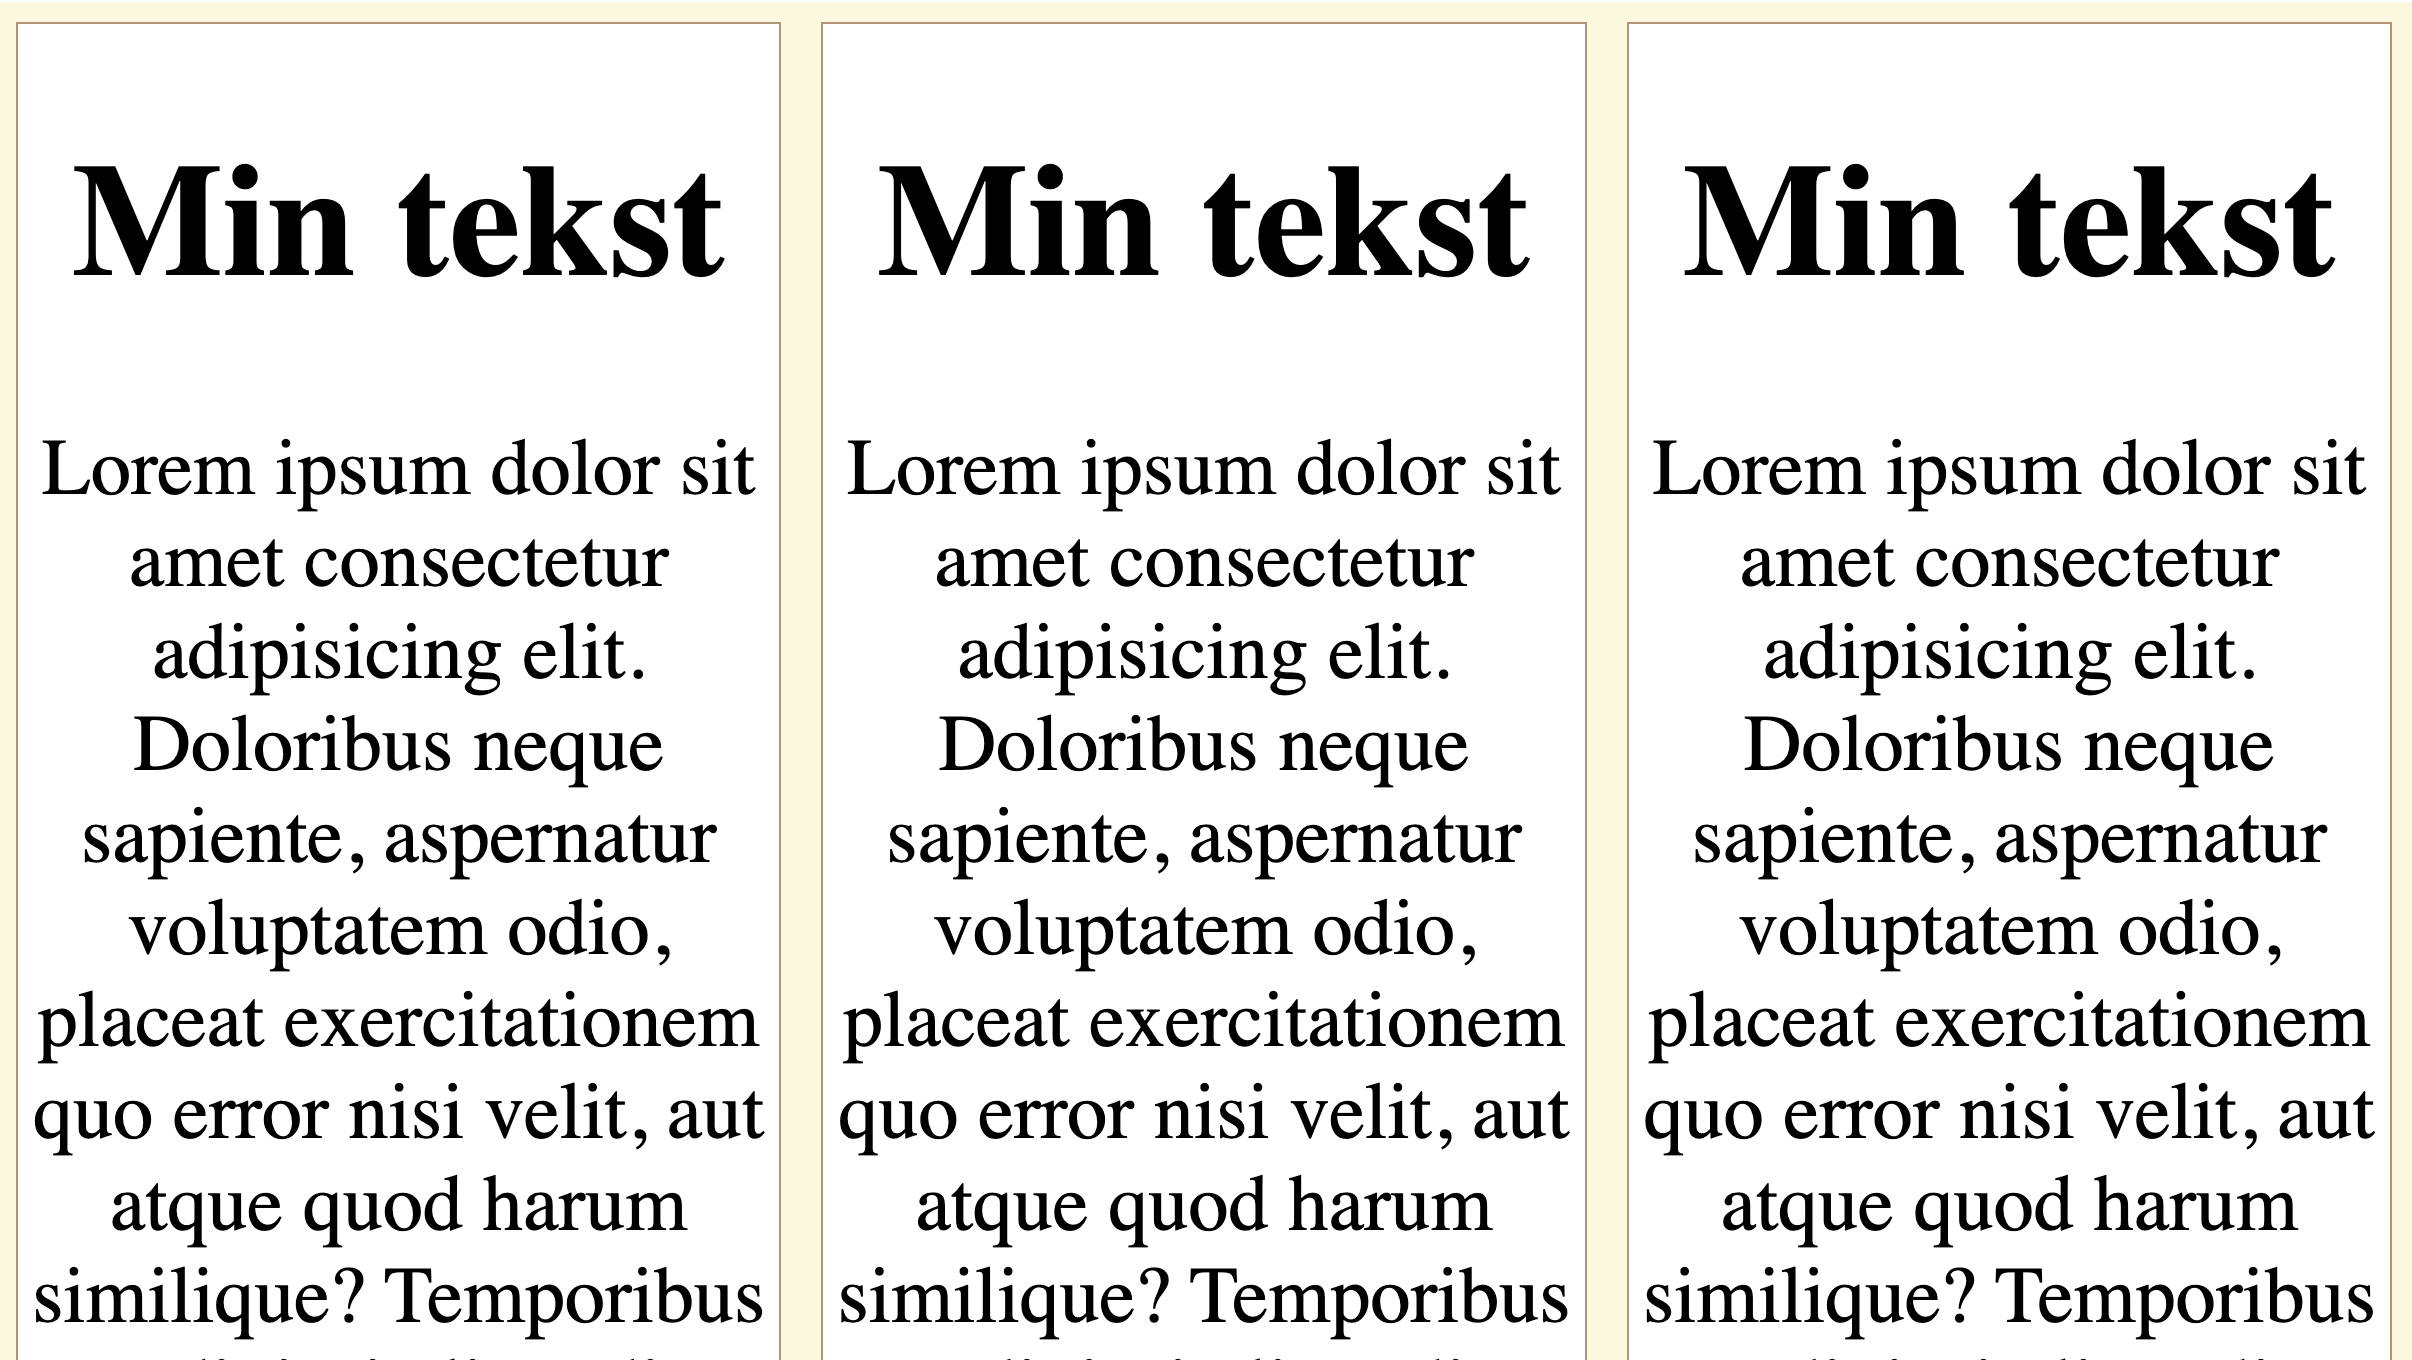 Min tekst
Lorem ipsum dolor sit
amet consectetur
adipisicing elit.
Doloribus neque
sapiente, aspernatur
voluptatem odio,
placeat exercitationem
quo error nisi velit, aut
atque quod harum
similique? Temporibus
Min tekst
Lorem ipsum dolor sit
amet consectetur
adipisicing elit.
Doloribus neque
sapiente, aspernatur
voluptatem odio,
placeat exercitationem
quo error nisi velit, aut
atque quod harum
similique? Temporibus
Min tekst
Lorem ipsum dolor sit
amet consectetur
adipisicing elit.
Doloribus neque
sapiente, aspernatur
voluptatem odio,
placeat exercitationem
quo error nisi velit, aut
atque quod harum
similique? Temporibus